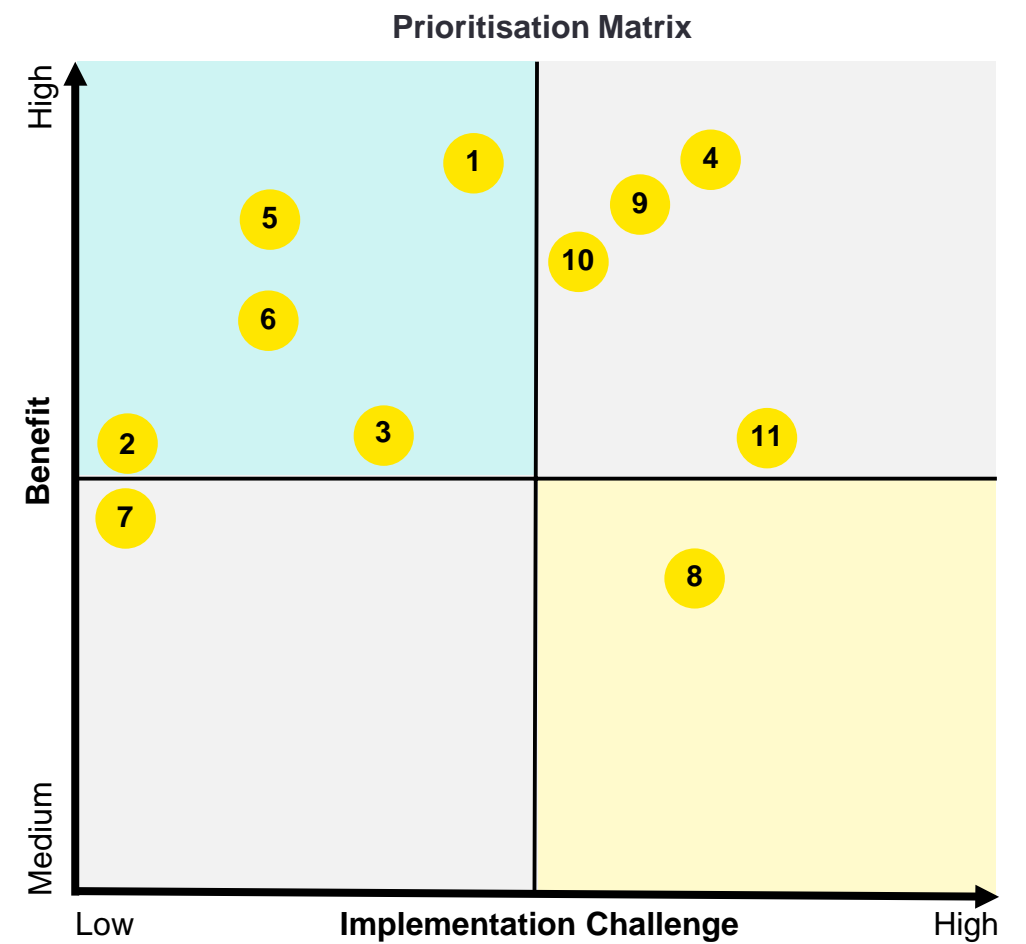 Prioritisation Matrix
High
1
4
9
5
10
6
Benefit
2
3
11
7
8
Medium
Low
Implementation Challenge
High